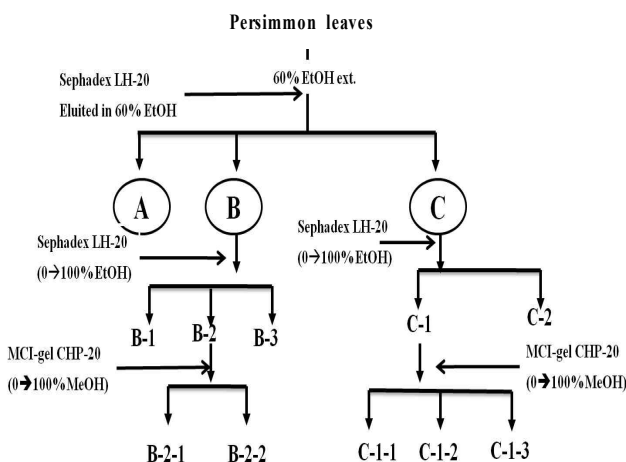 Persimmon leaves
Sephadex LH-20
60% EtOH ext.
Eluited in 60% EtOH
A
B
C
Sephadex LH-20
(0→100%EtOH)
Sephadex LH-20
(0→100%EtOH)
B-1
B-2
B-3
C-1
C-2
MCI-gel CHP-20
(0→100%MeOH)
MCI-gel CHP-20
(0→100%MeOH)
B-2-1
B-2-2
C-1-1
C-1-2
C-1-3